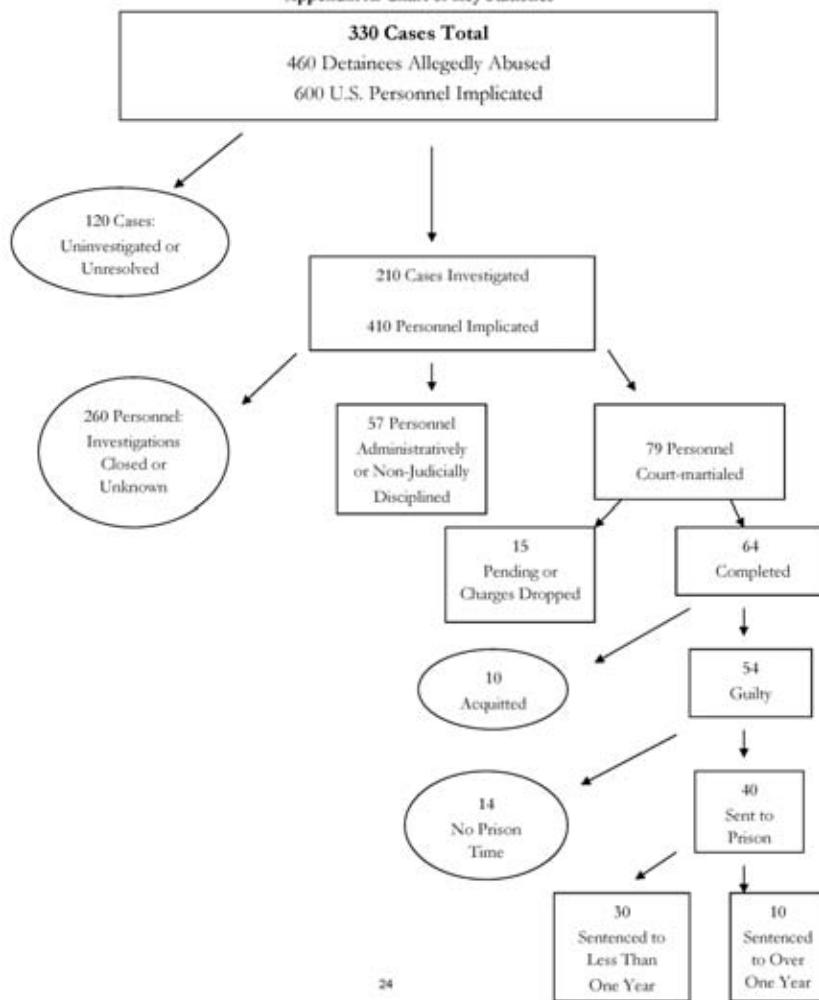 330 Cases Total
460 Detainees Allegedly Abused
600 U.S. Personnel Implicated
120 Cases:
Uninvestigated or
Unresolved
210 Cases Investigated
410 Personnel Implicated
260 Personnel:
Investigations
Closed or
Unknown
57 Personnel
Administratively
or Non-Judicially
Disciplined
79 Personnel
Court-martialed
15
Pending or
Charges Dropped
64
Completed
10
Acquitted
54
Guilty
14
No Prison
Time
40
Sent to
Prison
30
Sentenced to
Less Than
One Year
10
Sentenced
to Over
One Year
24